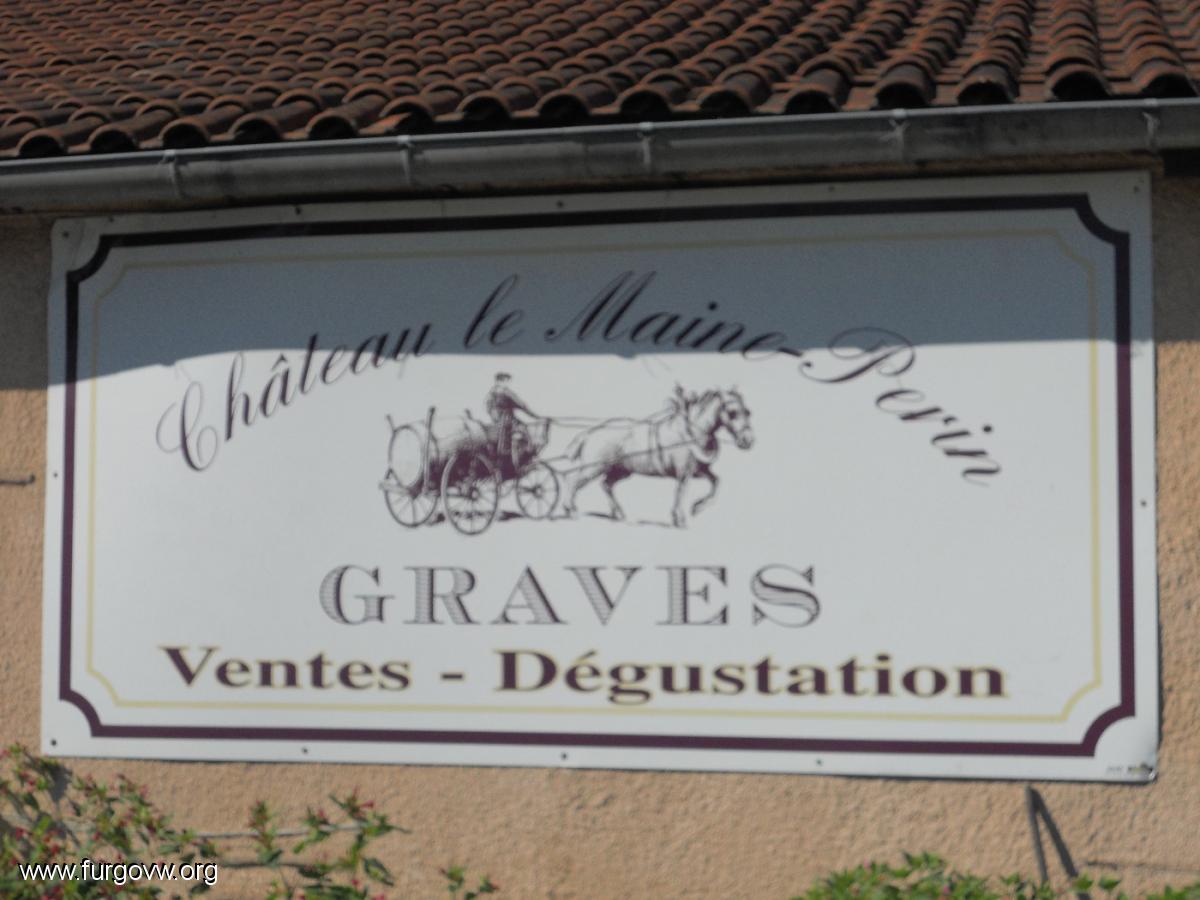 Château le Maine-Perin
GRAVES
Ventes - Dégustation
www.furgovw.org